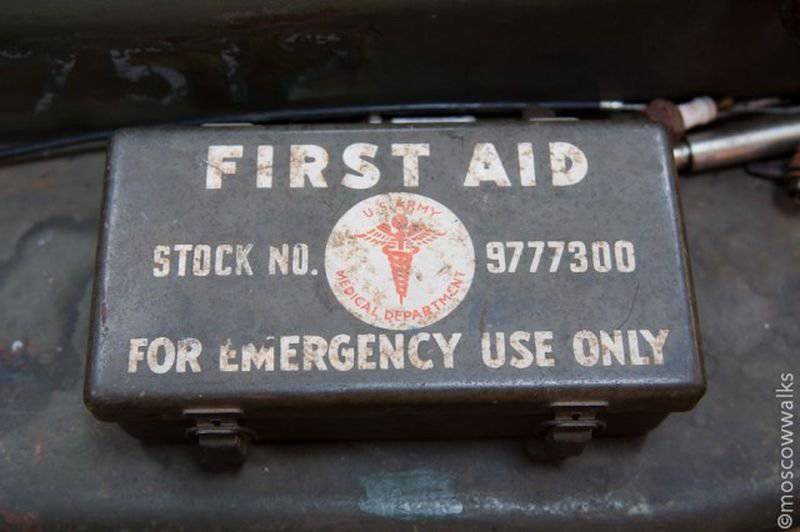 FIRST AID
U.S. ARMY
STOCK NO. 9777300
MEDICAL DEPARTMENT
FOR EMERGENCY USE ONLY
©moscowwalks